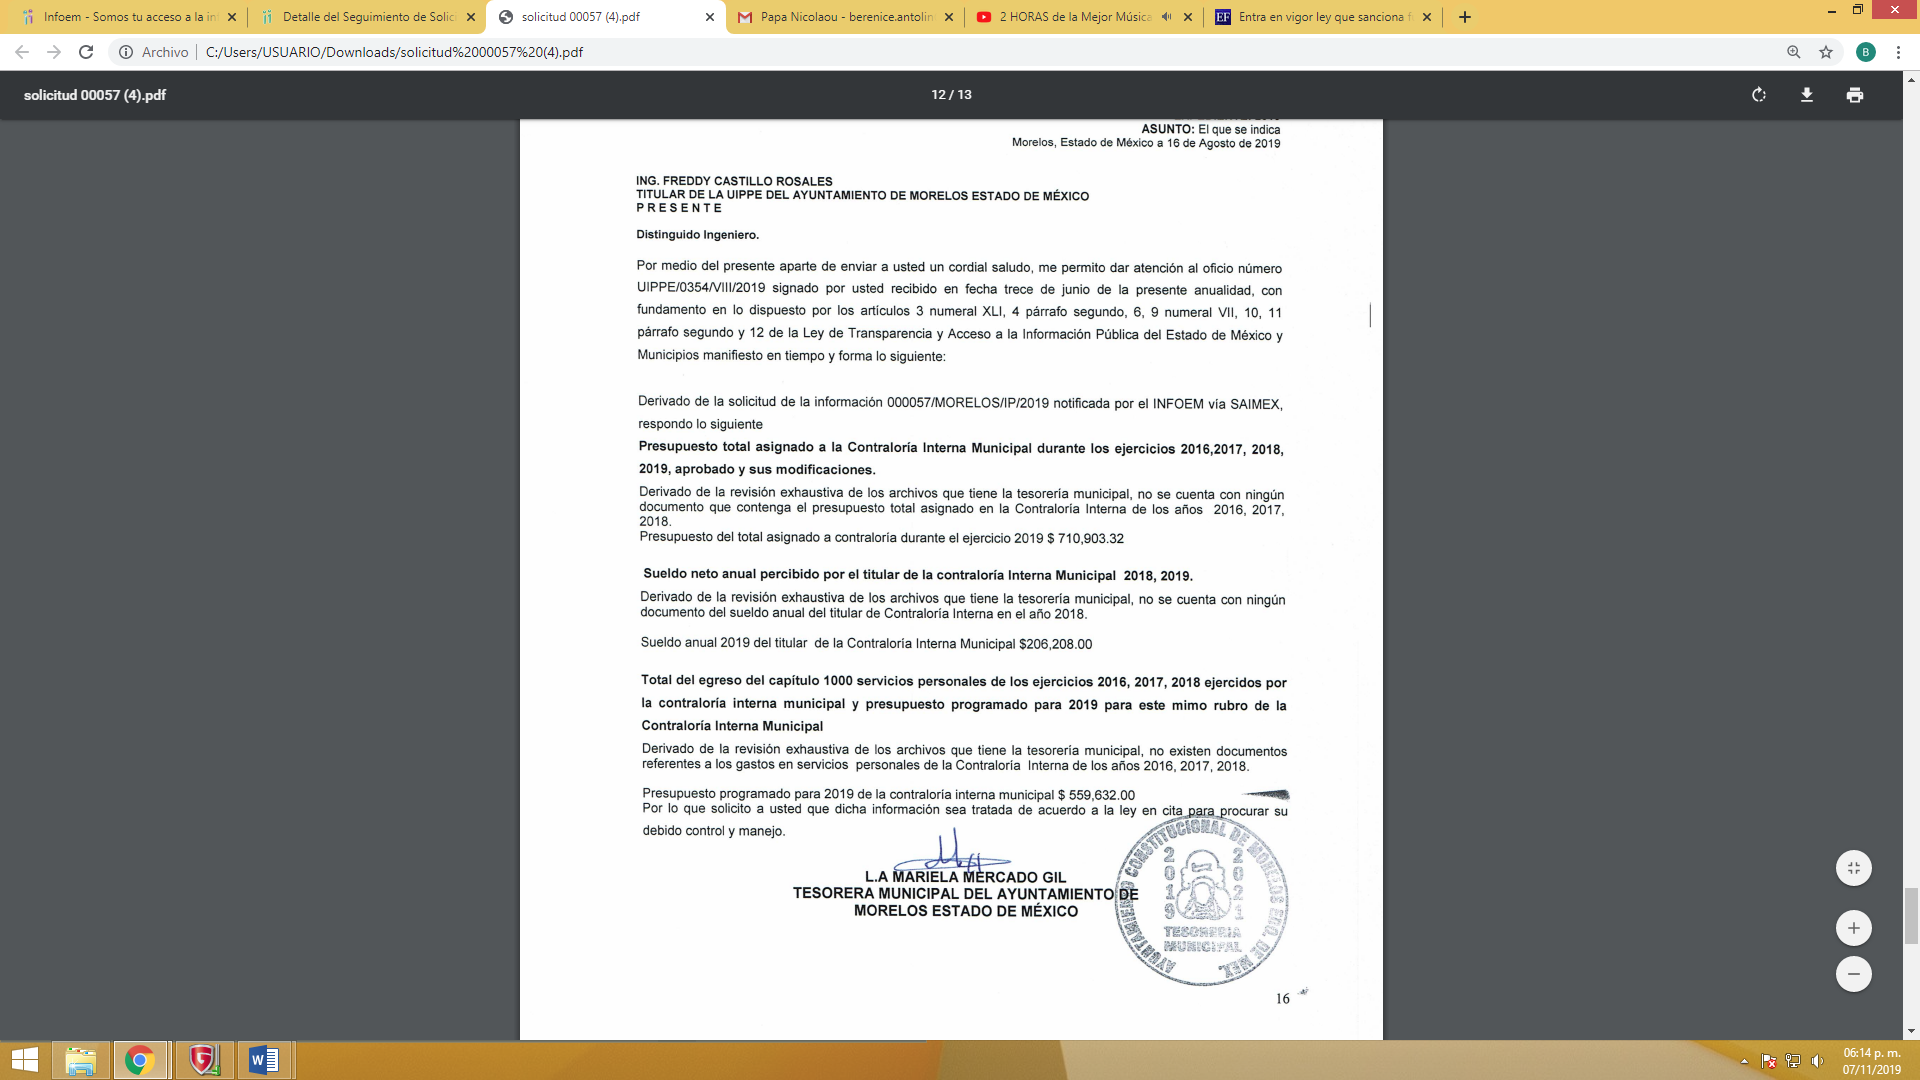 Infoem - Somos tu acceso a la in
Detalle del Seguimiento de Solic
solicitud 00057 (4).pdf
Papa Nicolaou - berenice.antolin
2 HORAS de la Mejor Música
EF Entra en vigor ley que sanciona f
Archivo
C:/Users/USUARIO/Downloads/solicitud%2000057%20(4).pdf
B
solicitud 00057 (4).pdf
12 / 13
ASUNTO: El que se indica
Morelos, Estado de México a 16 de Agosto de 2019
ING. FREDDY CASTILLO ROSALES
TITULAR DE LA UIPPE DEL AYUNTAMIENTO DE MORELOS ESTADO DE MÉXICO
P R E S E N T E
Distinguido Ingeniero.
Por medio del presente aparte de enviar a usted un cordial saludo, me permito dar atención al oficio número
UIPPE/0354/VIII/2019 signado por usted recibido en fecha trece de junio de la presente anualidad, con
fundamento en lo dispuesto por los artículos 3 numeral XLI, 4 párrafo segundo, 6, 9 numeral VII, 10, 11
párrafo segundo y 12 de la Ley de Transparencia y Acceso a la Información Pública del Estado de México y
Municipios manifiesto en tiempo y forma lo siguiente:
Derivado de la solicitud de la información 000057/MORELOS/IP/2019 notificada por el INFOEM vía SAIMEX,
respondo lo siguiente
Presupuesto total asignado a la Contraloría Interna Municipal durante los ejercicios 2016,2017, 2018,
2019, aprobado y sus modificaciones.
Derivado de la revisión exhaustiva de los archivos que tiene la tesorería municipal, no se cuenta con ningún
documento que contenga el presupuesto total asignado en la Contraloría Interna de los años 2016, 2017,
2018.
Presupuesto del total asignado a contraloría durante el ejercicio 2019 $ 710,903.32
Sueldo neto anual percibido por el titular de la contraloría Interna Municipal 2018, 2019.
Derivado de la revisión exhaustiva de los archivos que tiene la tesorería municipal, no se cuenta con ningún
documento del sueldo anual del titular de Contraloría Interna en el año 2018.
Sueldo anual 2019 del titular de la Contraloría Interna Municipal $206,208.00
Total del egreso del capítulo 1000 servicios personales de los ejercicios 2016, 2017, 2018 ejercidos por
la contraloría interna municipal y presupuesto programado para 2019 para este mimo rubro de la
Contraloría Interna Municipal
Derivado de la revisión exhaustiva de los archivos que tiene la tesorería municipal, no existen documentos
referentes a los gastos en servicios personales de la Contraloría Interna de los años 2016, 2017, 2018.
Presupuesto programado para 2019 de la contraloría interna municipal $ 559,632.00
Por lo que solicito a usted que dicha información sea tratada de acuerdo a la ley en cita para procurar su
debido control y manejo.
L.A MARIELA MERCADO GIL
TESORERA MUNICIPAL DEL AYUNTAMIENTO DE
MORELOS ESTADO DE MÉXICO
AYUNTAMIENTO CONSTITUCIONAL DE MORELOS EDO. DE MEX.
2019
2021
TESORERIA
MUNICIPAL
16
06:14 p. m.
07/11/2019